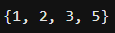 {1, 2, 3, 5}